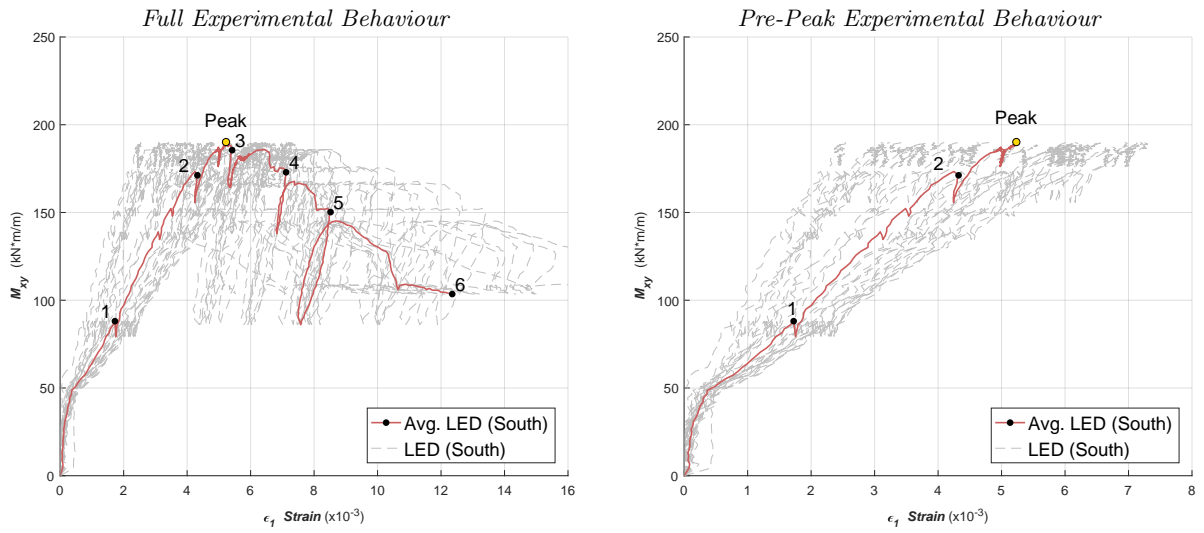 Full Experimental Behaviour
250
200
150
100
50
0
M_xy (kN*m/m)
Peak
1
2
3
4
5
6
Avg. LED (South)
LED (South)
0 2 4 6 8 10 12 14 16
ϵ_1 Strain (x10^-3)
Pre-Peak Experimental Behaviour
250
200
150
100
50
0
M_xy (kN*m/m)
Peak
2
1
Avg. LED (South)
LED (South)
0 1 2 3 4 5 6 7 8
ϵ_1 Strain (x10^-3)